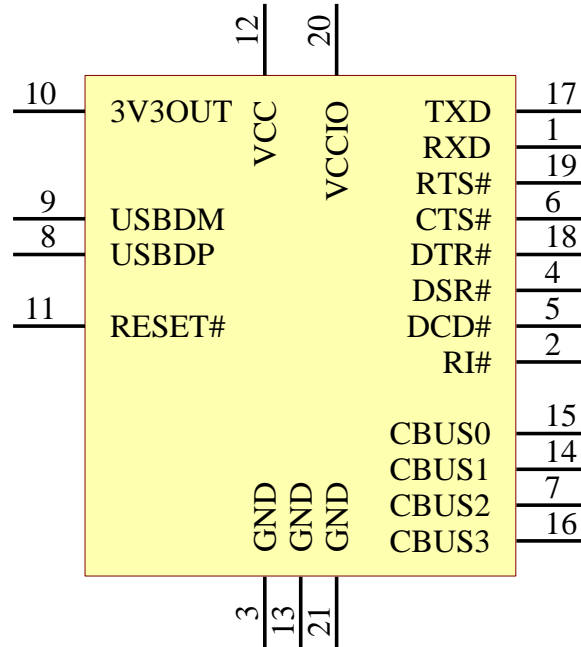 12 20
10 3V3OUT VCC VCCIO TXD 17
RXD 1
RTS# 19
9 USBDM CTS# 6
8 USBDP DTR# 18
DSR# 4
11 RESET# DCD# 5
RI# 2
CBUS0 15
CBUS1 14
GND GND GND CBUS2 7
CBUS3 16
3 13 21